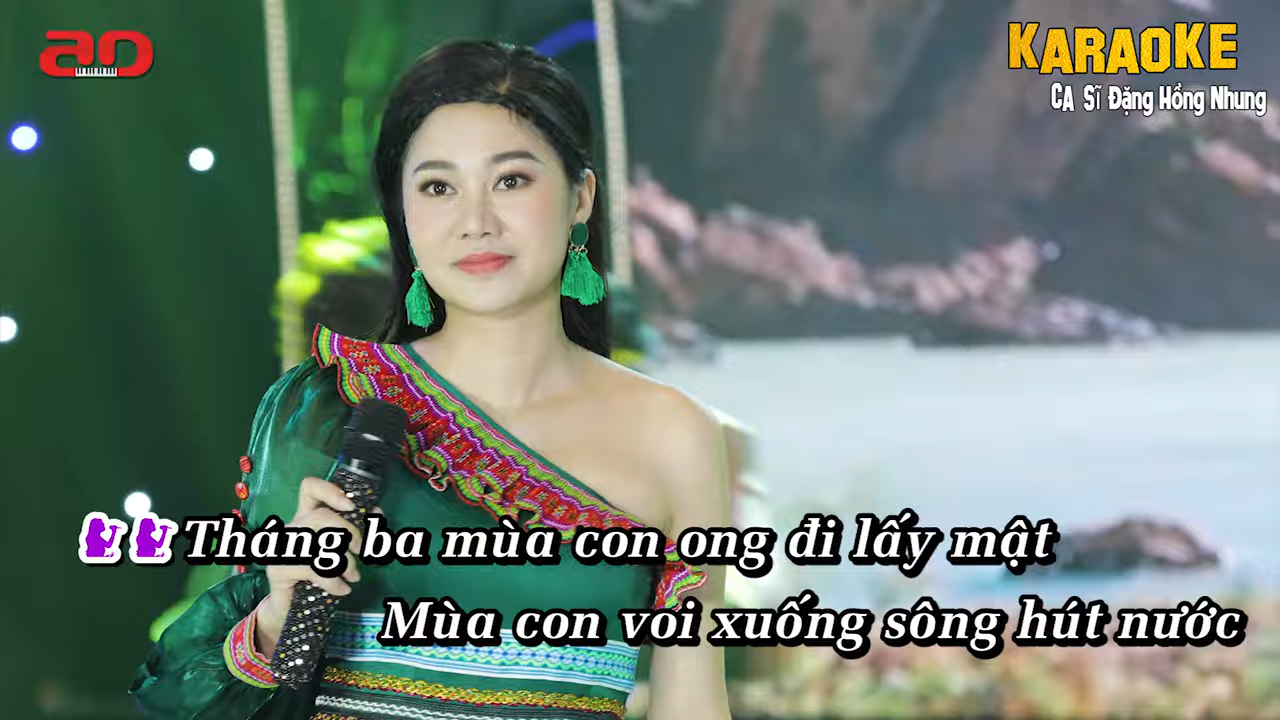 KARAOKE
CA Sĩ Đặng Hồng Nhung
Tháng ba mùa con ong đi lấy mật
Mùa con voi xuống sông hút nước